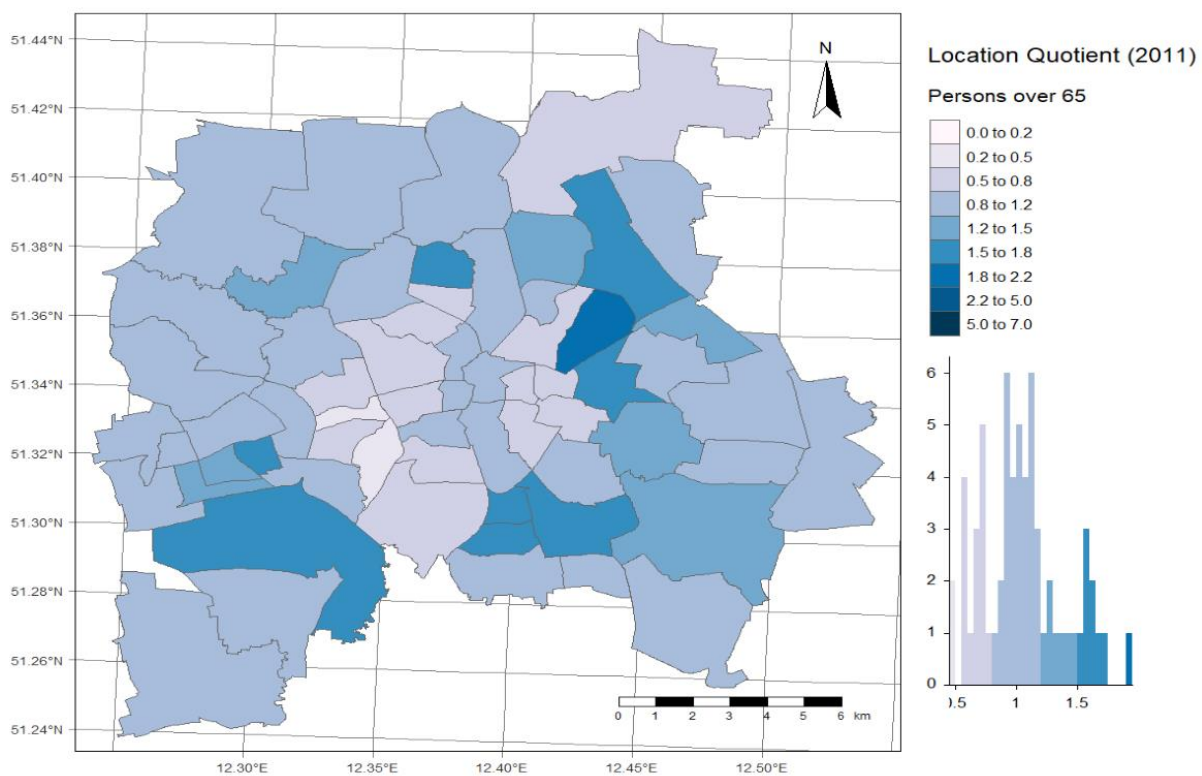 51.44°N
51.42°N
51.40°N
51.38°N
51.36°N
51.34°N
51.32°N
51.30°N
51.28°N
51.26°N
51.24°N
12.30°E 12.35°E 12.40°E 12.45°E 12.50°E
N
0 1 2 3 4 5 6 km
Location Quotient (2011)
Persons over 65
0.0 to 0.2
0.2 to 0.5
0.5 to 0.8
0.8 to 1.2
1.2 to 1.5
1.5 to 1.8
1.8 to 2.2
2.2 to 5.0
5.0 to 7.0
6
5
4
3
2
1
0
.5 1 1.5